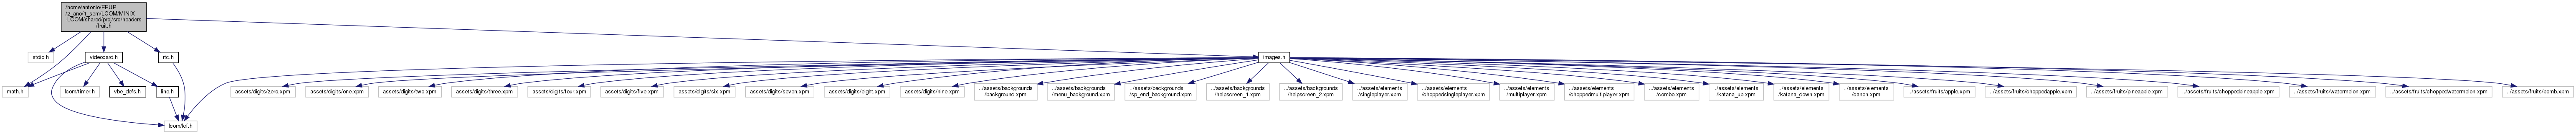 /home/antonio/FEUP
/2_ano/1_sem/LCOM/MINIX
-LCOM/shared/proj/src/headers
/fruit.h
stdio.h
videocard.h
rtc.h
images.h
math.h
lcom/timer.h
vbe_defs.h
line.h
assets/digits/zero.xpm
assets/digits/one.xpm
assets/digits/two.xpm
assets/digits/three.xpm
assets/digits/four.xpm
assets/digits/five.xpm
assets/digits/six.xpm
assets/digits/seven.xpm
assets/digits/eight.xpm
assets/digits/nine.xpm
../assets/backgrounds
/background.xpm
../assets/backgrounds
/menu_background.xpm
../assets/backgrounds
/sp_end_background.xpm
../assets/backgrounds
/helpscreen_1.xpm
../assets/backgrounds
/helpscreen_2.xpm
../assets/elements
/singleplayer.xpm
../assets/elements
/choppedsingleplayer.xpm
../assets/elements
/multiplayer.xpm
../assets/elements
/choppedmultiplayer.xpm
../assets/elements
/combo.xpm
../assets/elements
/katana_up.xpm
../assets/elements
/katana_down.xpm
../assets/elements
/canon.xpm
../assets/fruits/apple.xpm
../assets/fruits/choppedapple.xpm
../assets/fruits/pineapple.xpm
../assets/fruits/choppedpineapple.xpm
../assets/fruits/watermelon.xpm
../assets/fruits/choppedwatermelon.xpm
../assets/fruits/bomb.xpm
lcom/lcf.h